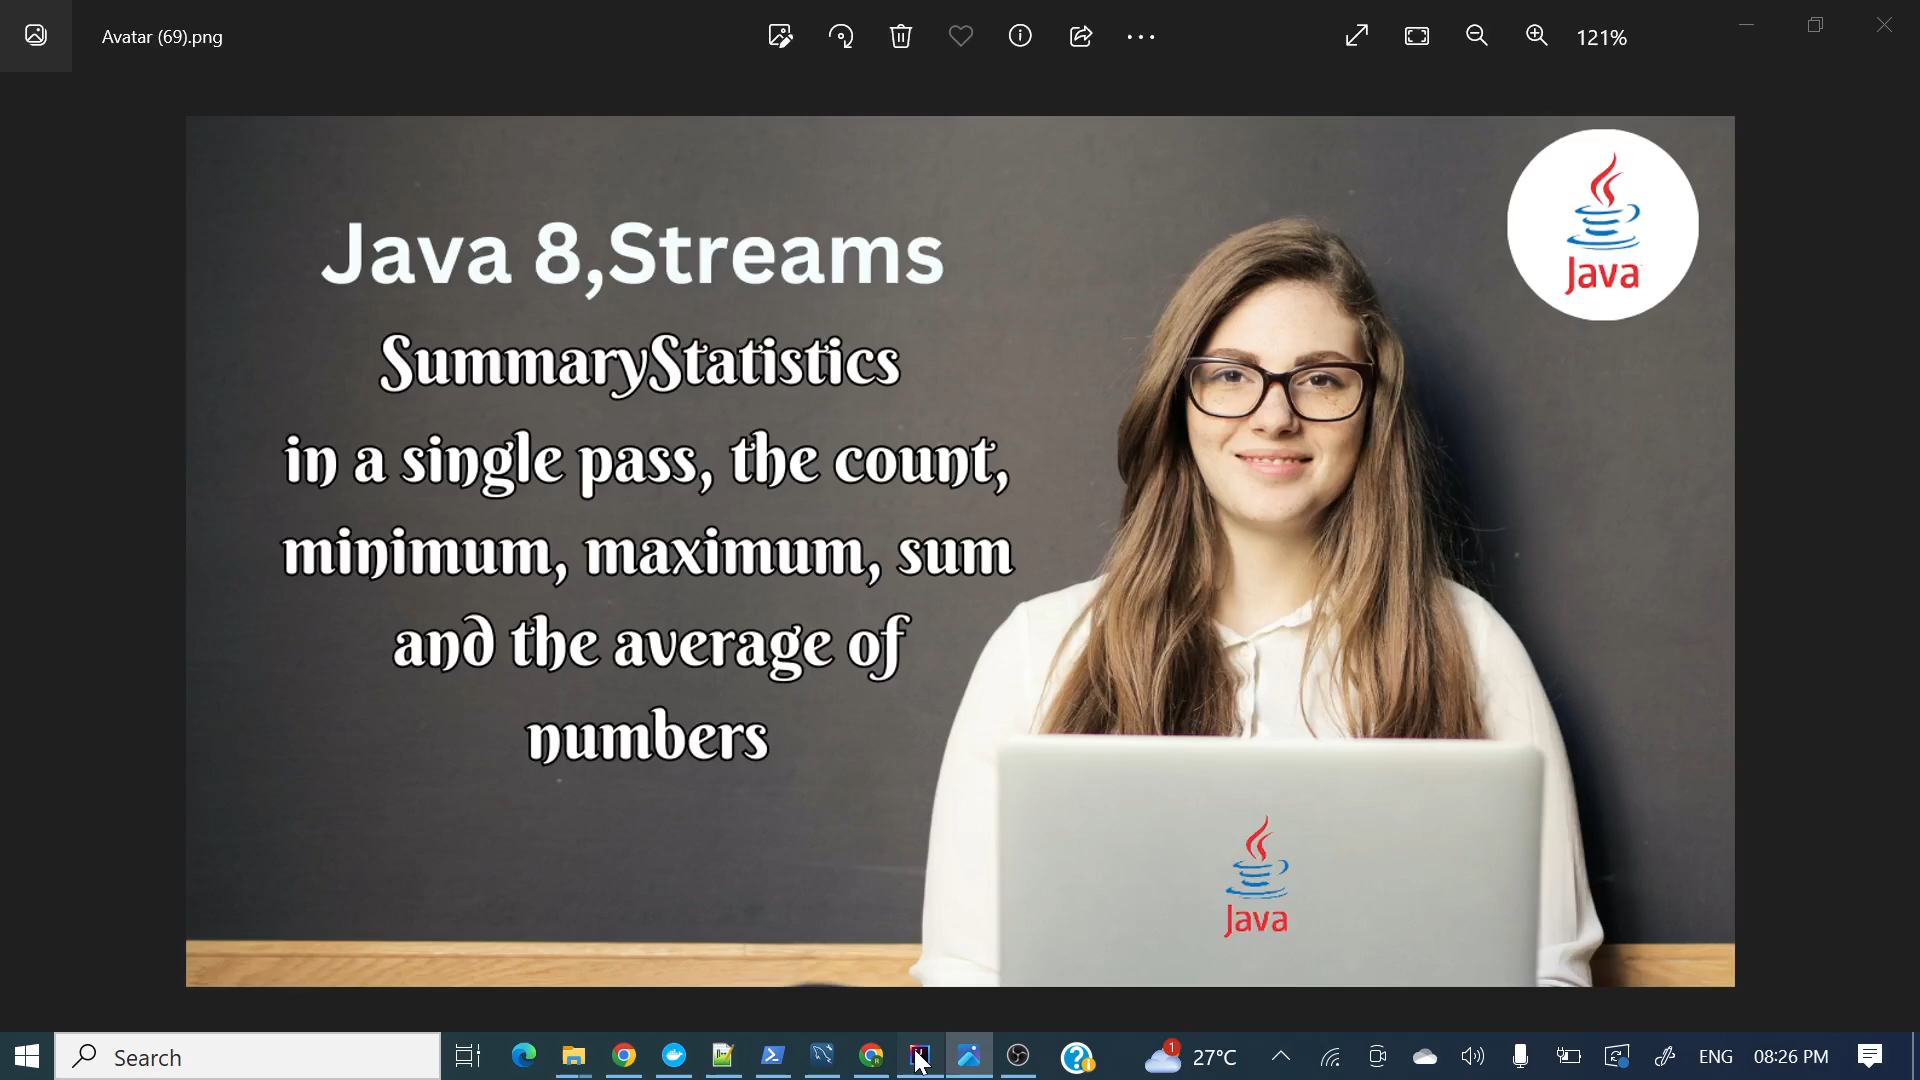 Avatar (69).png
121%
Java
Java 8,Streams
SummaryStatistics
in a single pass, the count,
minimum, maximum, sum
and the average of
numbers
Java
Search
1
27°C
ENG
08:26 PM